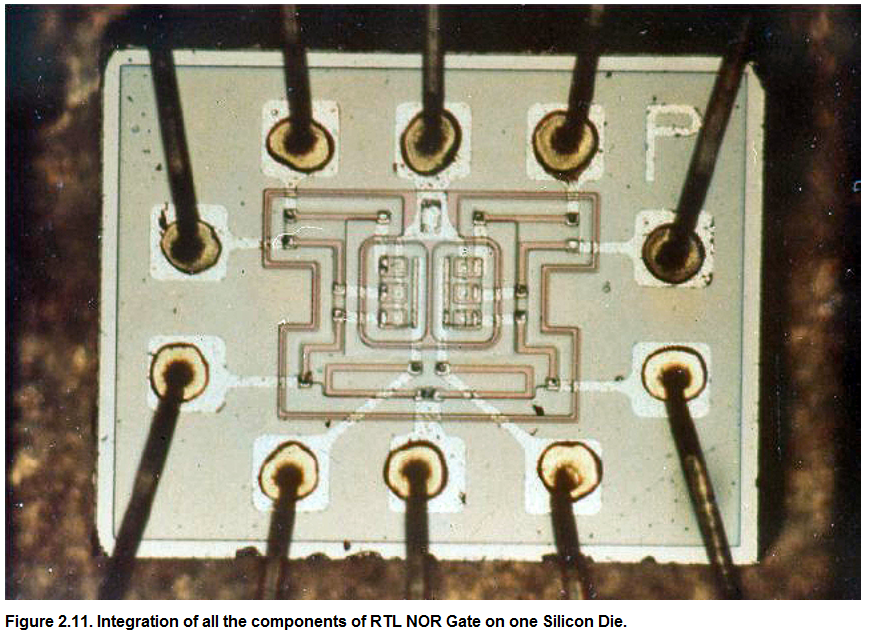 P
Figure 2.11. Integration of all the components of RTL NOR Gate on one Silicon Die.